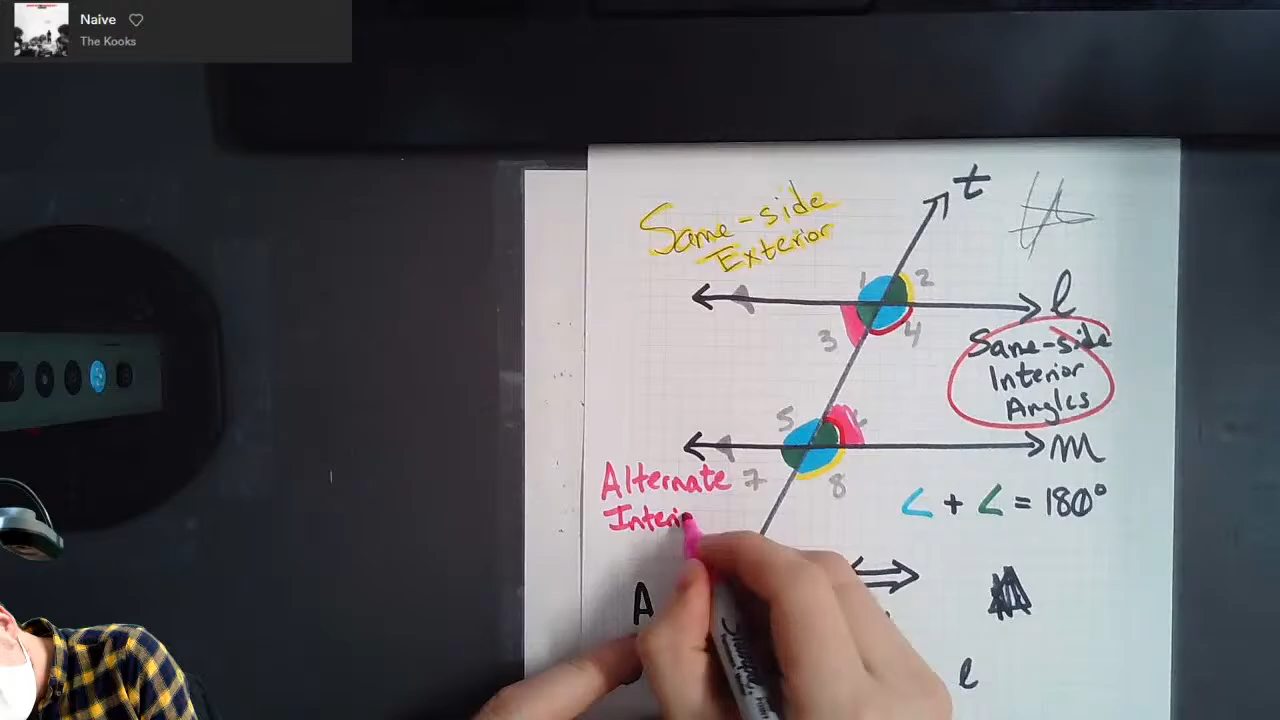 Naive
The Kooks
t
Same-side
Exterior
1 2
l
3 4
Same-side
Interior
Angles
5 6
m
Alternate
Interi
7 8
∠ + ∠ = 180°
A
l